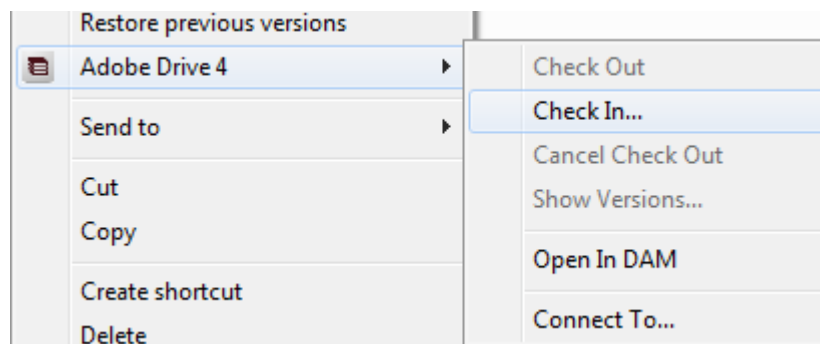 Restore previous versions
Adobe Drive 4
Send to
Cut
Copy
Create shortcut
Delete
Check Out
Check In...
Cancel Check Out
Show Versions...
Open In DAM
Connect To...